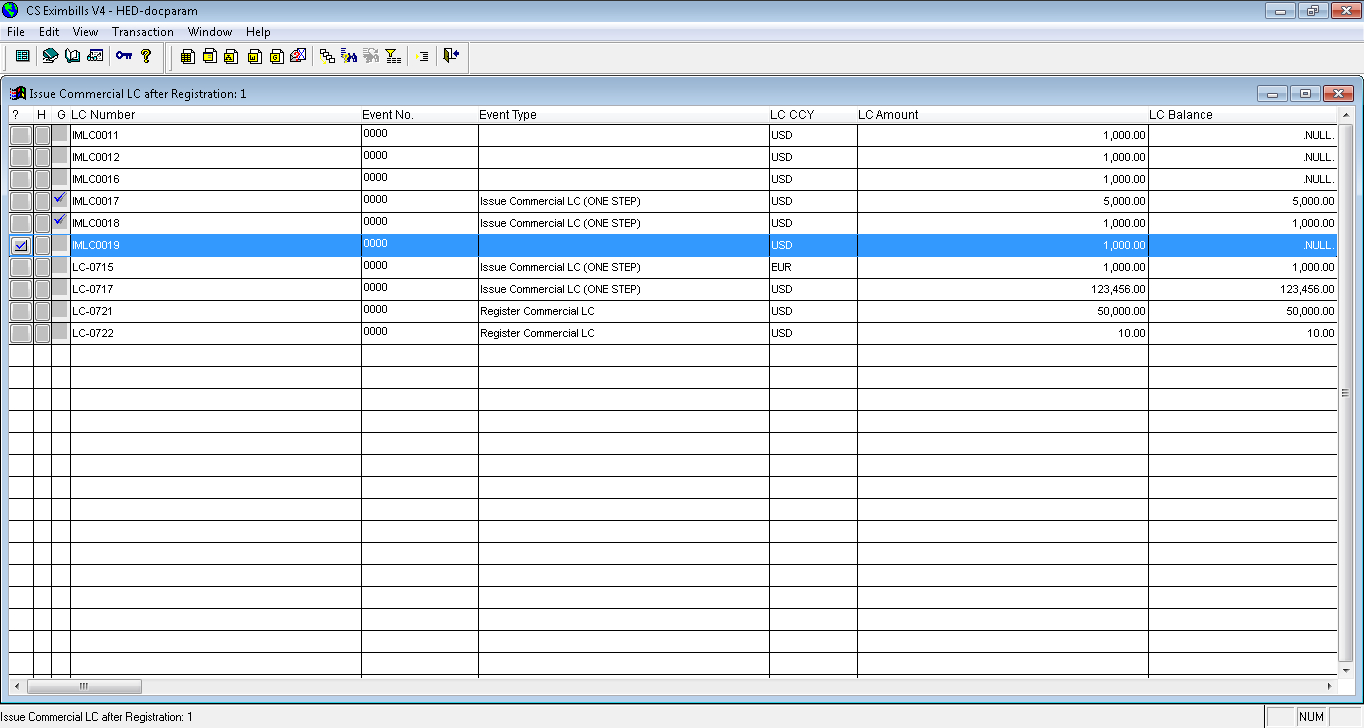 CS Eximbills V4 - HED-docparam
File Edit View Transaction Window Help
Issue Commercial LC after Registration: 1
? H G LC Number Event No. Event Type LC CCY LC Amount LC Balance
IMLC0011 0000 USD 1,000.00 .NULL.
IMLC0012 0000 USD 1,000.00 .NULL.
IMLC0016 0000 USD 1,000.00 .NULL.
IMLC0017 0000 Issue Commercial LC (ONE STEP) USD 5,000.00 5,000.00
IMLC0018 0000 Issue Commercial LC (ONE STEP) USD 1,000.00 1,000.00
IMLC0019 0000 USD 1,000.00 .NULL.
LC-0715 0000 Issue Commercial LC (ONE STEP) EUR 1,000.00 1,000.00
LC-0717 0000 Issue Commercial LC (ONE STEP) USD 123,456.00 123,456.00
LC-0721 0000 Register Commercial LC USD 50,000.00 50,000.00
LC-0722 0000 Register Commercial LC USD 10.00 10.00
Issue Commercial LC after Registration: 1 NUM